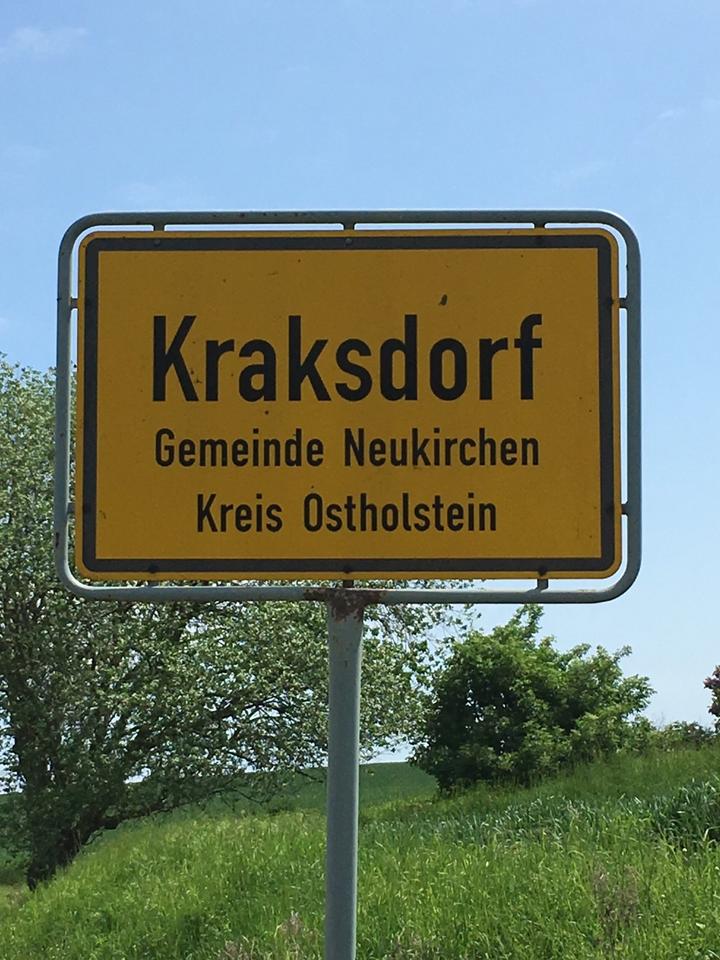 Kraksdorf
Gemeinde Neukirchen
Kreis Ostholstein